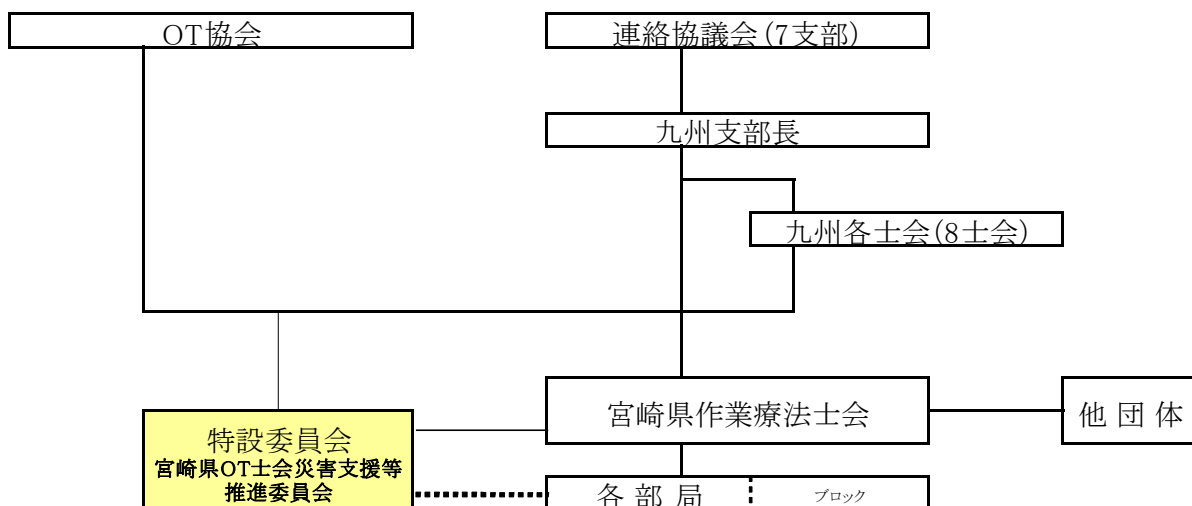 OT協会
連絡協議会(7支部)
九州支部長
九州各士会(8士会)
宮崎県作業療法士会
他団体
特設委員会
宮崎県OT士会災害支援等
推進委員会
各部局
ブロック